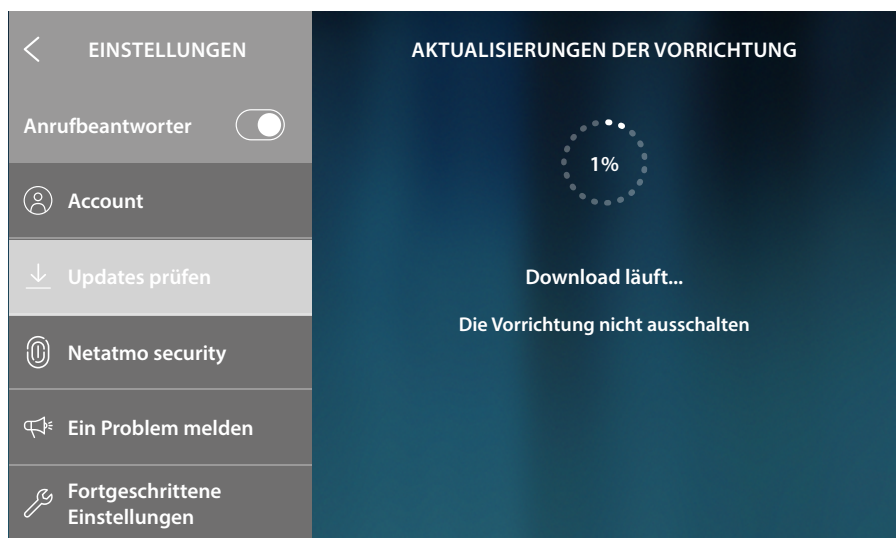 EINSTELLUNGEN
Anrufbeantworter
Account
Updates prüfen
Netatmo security
Ein Problem melden
Fortgeschrittene
Einstellungen
AKTUALISIERUNGEN DER VORRICHTUNG
1%
Download läuft...
Die Vorrichtung nicht ausschalten